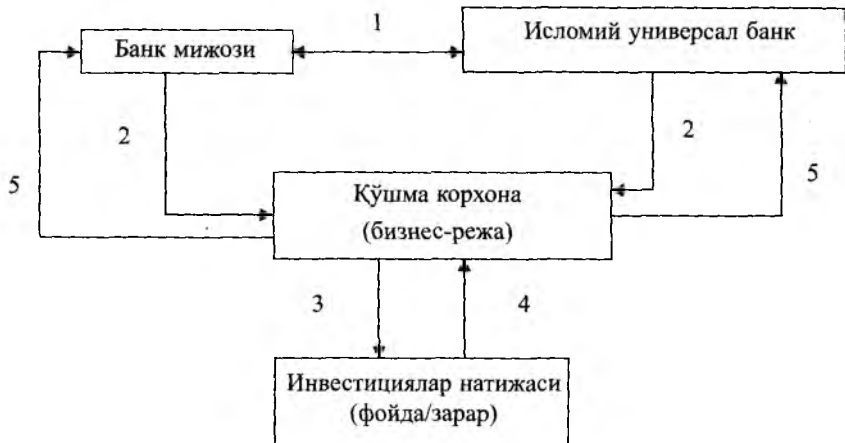 1
Банк мижози
Исломий универсал банк
2
2
5
5
Қўшма корхона
(бизнес-режа)
3
4
Инвестициялар натижаси
(фойда/зарар)